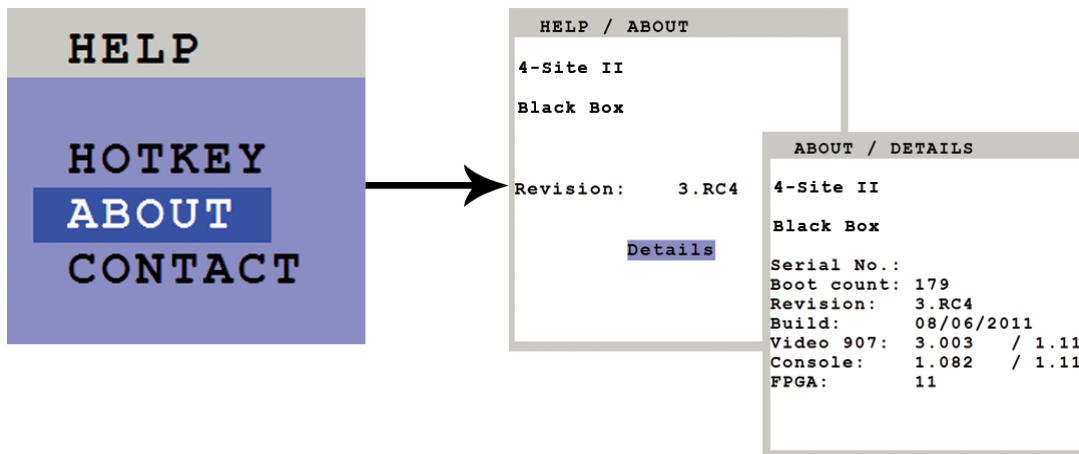 HELP
HOTKEY
ABOUT
CONTACT
HELP / ABOUT
4-Site II
Black Box
Revision: 3.RC4
Details
ABOUT / DETAILS
4-Site II
Black Box
Serial No.:
Boot count: 179
Revision: 3.RC4
Build: 08/06/2011
Video 907: 3.003 / 1.11
Console: 1.082 / 1.11
FPGA: 11